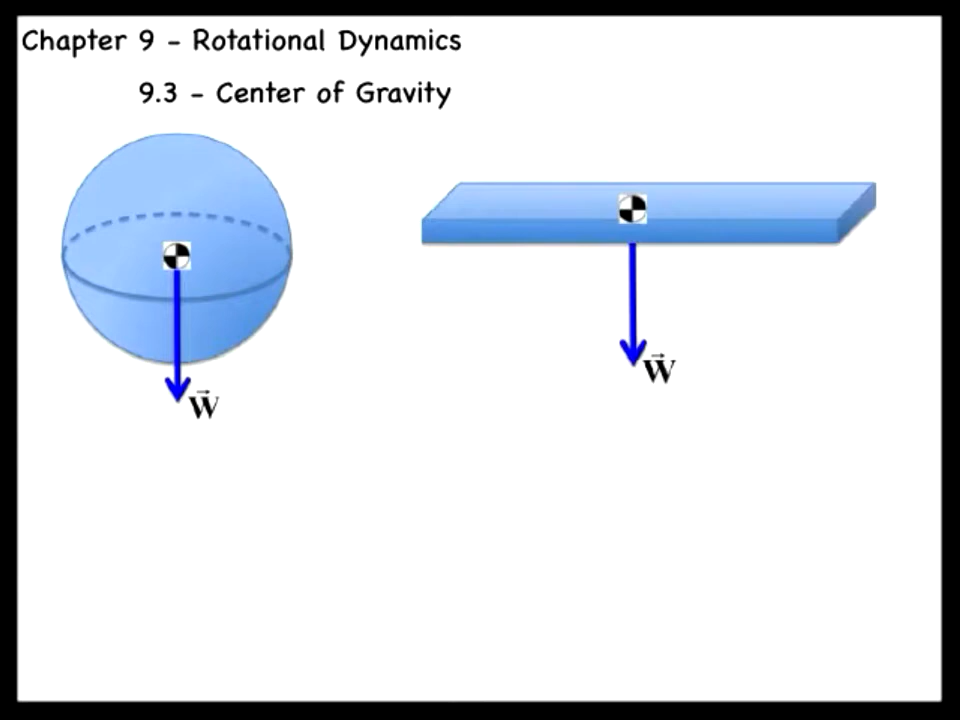 Chapter 9 - Rotational Dynamics
9.3 - Center of Gravity
W⃗
W⃗